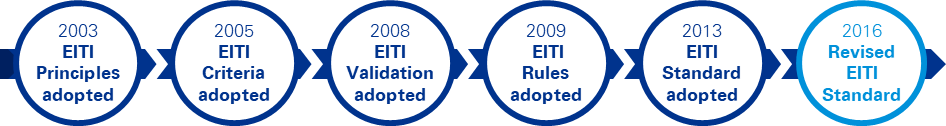 2003
EITI
Principles
adopted
2005
EITI
Criteria
adopted
2008
EITI
Validation
adopted
2009
EITI
Rules
adopted
2013
EITI
Standard
adopted
2016
Revised
EITI
Standard